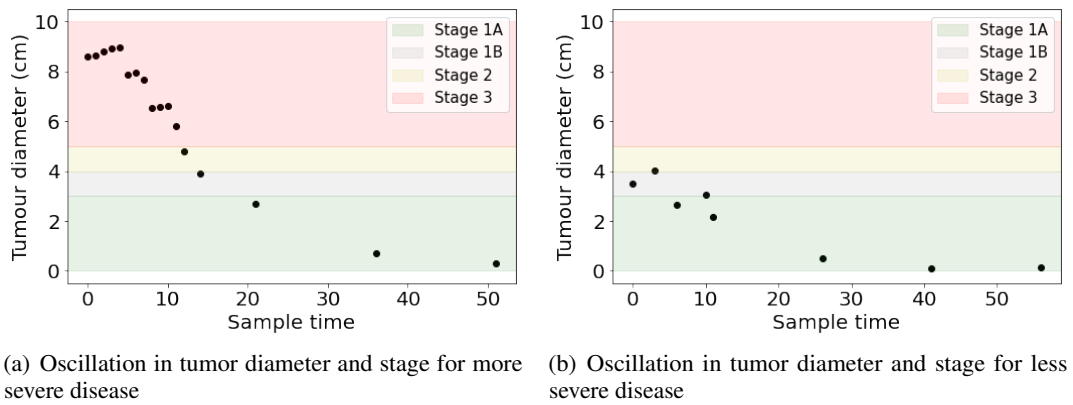 Tumour diameter (cm)
10
8
6
4
2
0
Stage 1A
Stage 1B
Stage 2
Stage 3
0 10 20 30 40 50
Sample time
(a) Oscillation in tumor diameter and stage for more
severe disease
Tumour diameter (cm)
10
8
6
4
2
0
Stage 1A
Stage 1B
Stage 2
Stage 3
0 10 20 30 40 50
Sample time
(b) Oscillation in tumor diameter and stage for less
severe disease